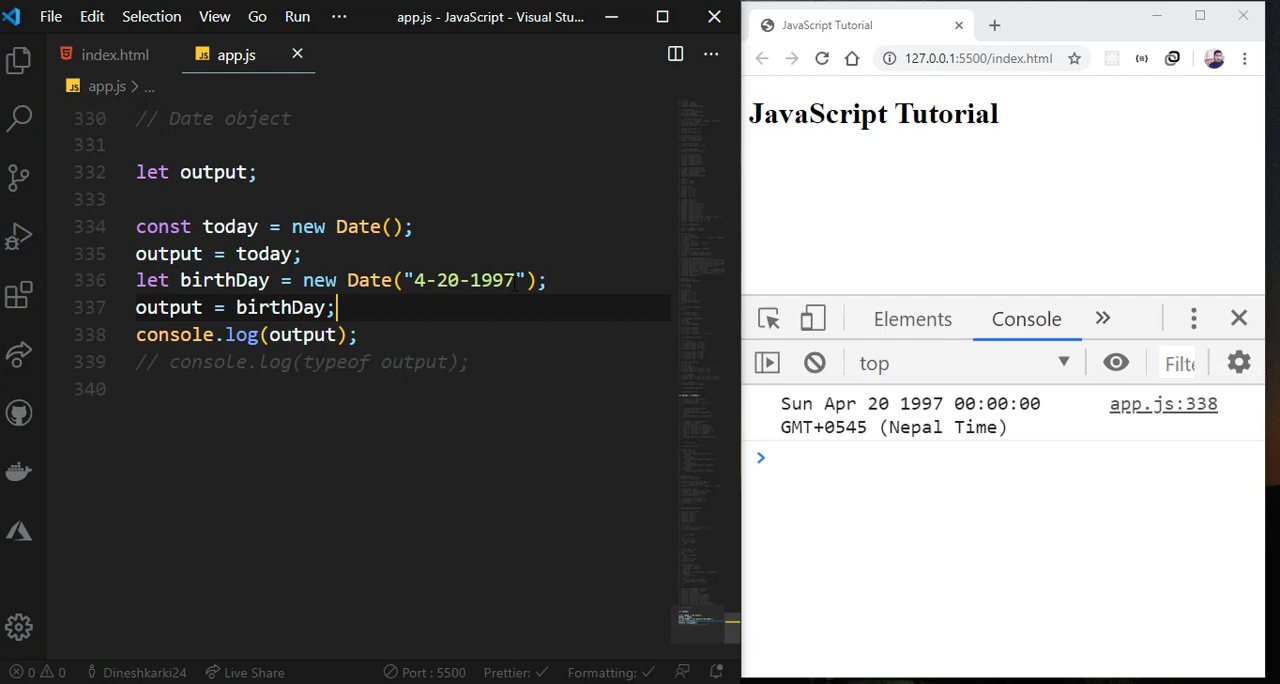 File Edit Selection View Go Run ··· app.js - JavaScript - Visual Stu...
index.html
JS app.js
JS app.js > ...
330 // Date object
331
332 let output;
333
334 const today = new Date();
335 output = today;
336 let birthDay = new Date("4-20-1997");
337 output = birthDay;
338 console.log(output);
339 // console.log(typeof output);
340
0 0 Dineshkarki24 Live Share Port : 5500 Prettier: ✓ Formatting: ✓
JavaScript Tutorial
127.0.0.1:5500/index.html
JavaScript Tutorial
Elements Console »
top Filte
Sun Apr 20 1997 00:00:00 app.js:338
GMT+0545 (Nepal Time)
>